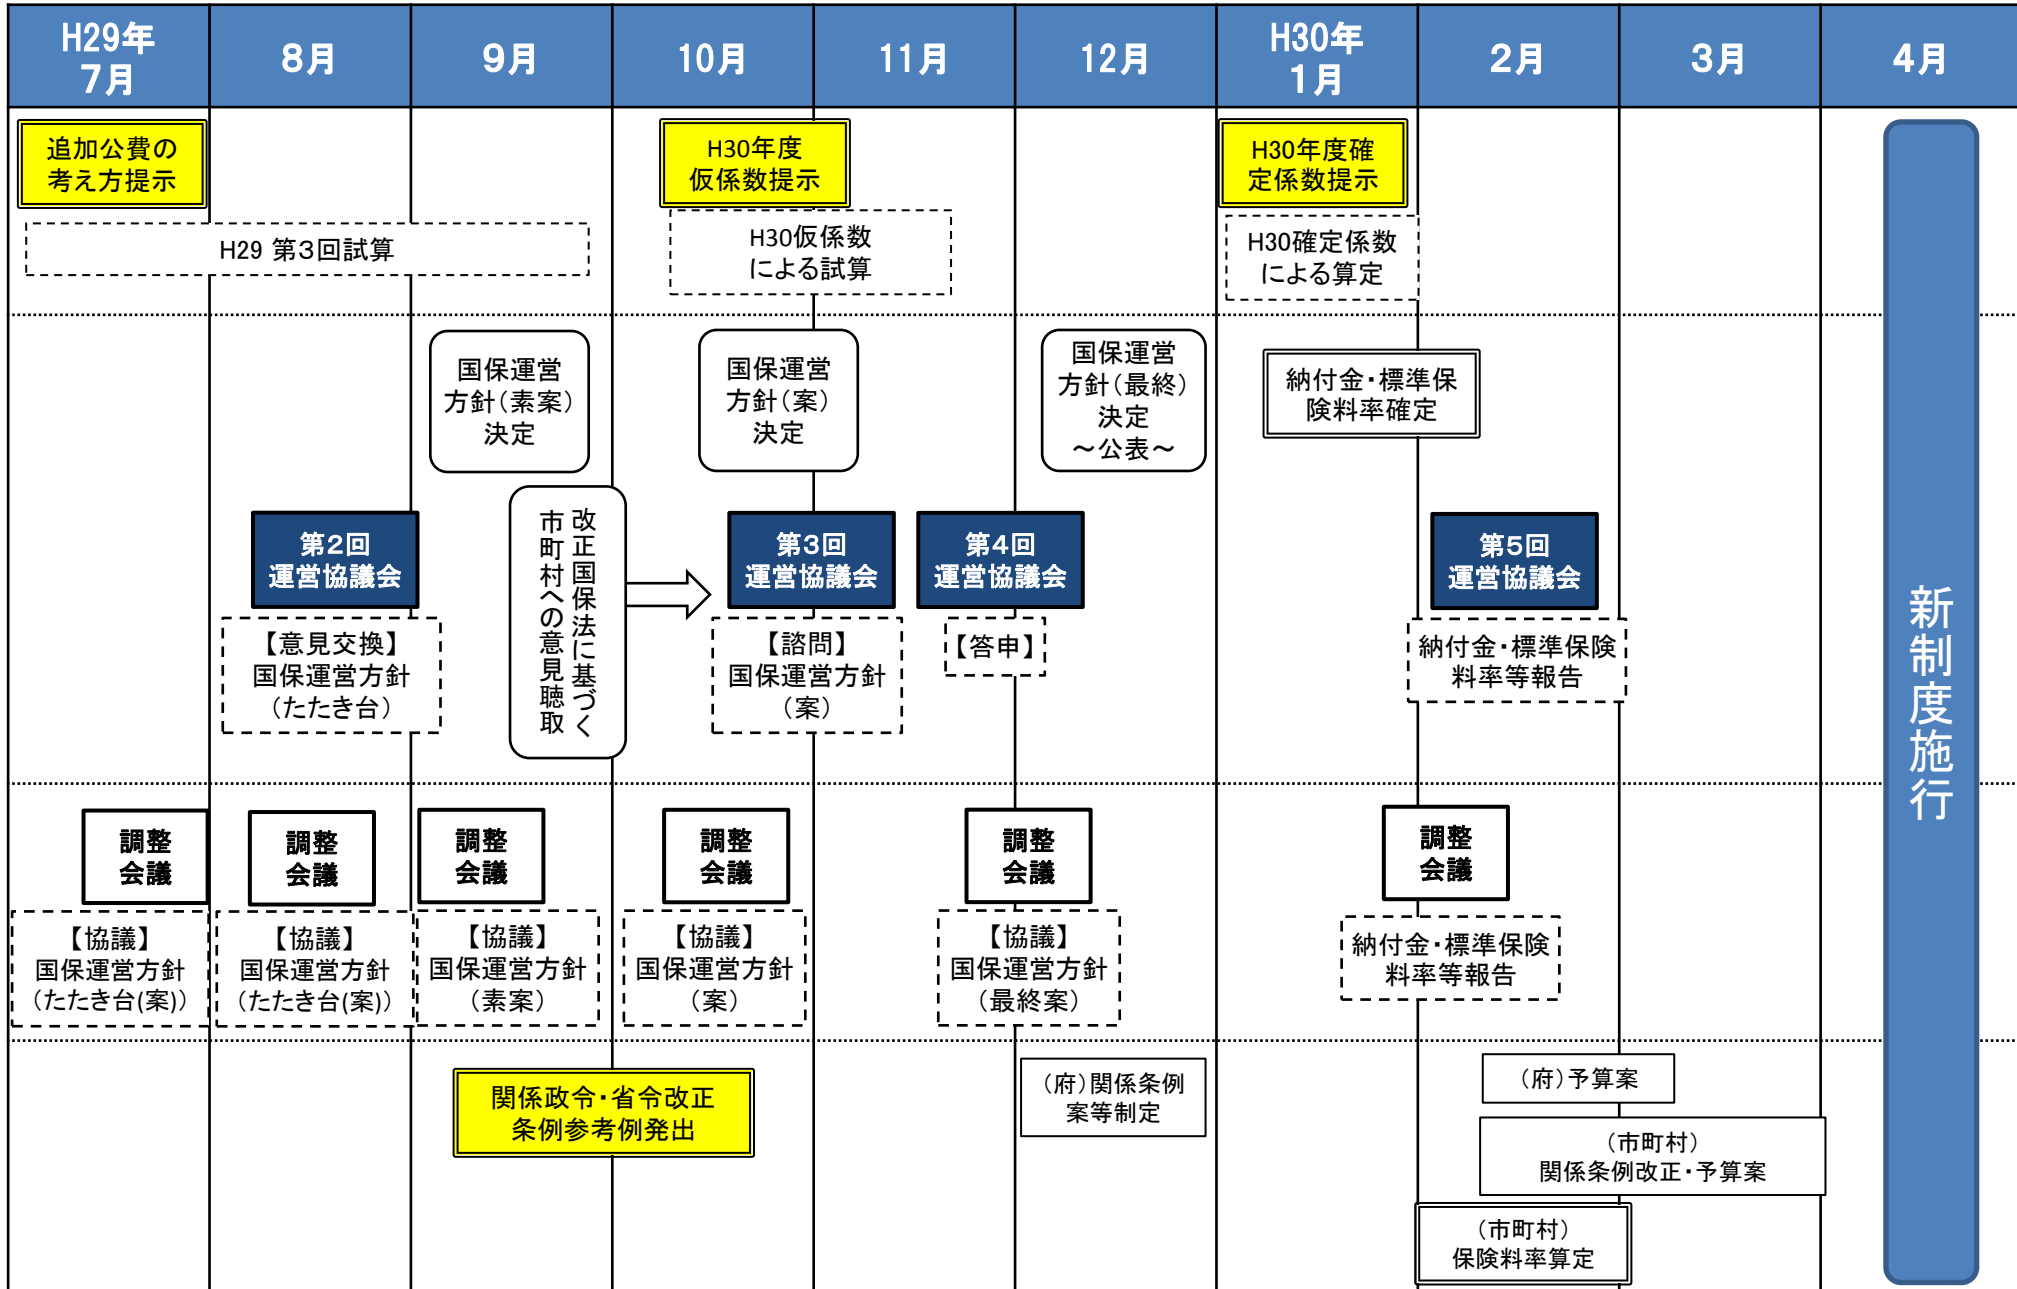 H29年
7月
8月
9月
10月
11月
12月
H30年
1月
2月
3月
4月
追加公費の
考え方提示
H30年度
仮係数提示
H30年度確
定係数提示
H29 第3回試算
H30仮係数
による試算
H30確定係数
による算定
国保運営
方針(素案)
決定
国保運営
方針(案)
決定
国保運営
方針(最終)
決定
~公表~
納付金・標準保
険料率確定
改正国保法に基づく
市町村への意見聴取
第2回
運営協議会
第3回
運営協議会
第4回
運営協議会
第5回
運営協議会
【意見交換】
国保運営方針
(たたき台)
【諮問】
国保運営方針
(案)
【答申】
納付金・標準保険
料率等報告
新制度施行
調整
会議
調整
会議
調整
会議
調整
会議
調整
会議
調整
会議
【協議】
国保運営方針
(たたき台(案))
【協議】
国保運営方針
(たたき台(案))
【協議】
国保運営方針
(素案)
【協議】
国保運営方針
(案)
【協議】
国保運営方針
(最終案)
納付金・標準保険
料率等報告
関係政令・省令改正
条例参考例発出
(府)関係条例
案等制定
(府)予算案
(市町村)
関係条例改正・予算案
(市町村)
保険料率算定